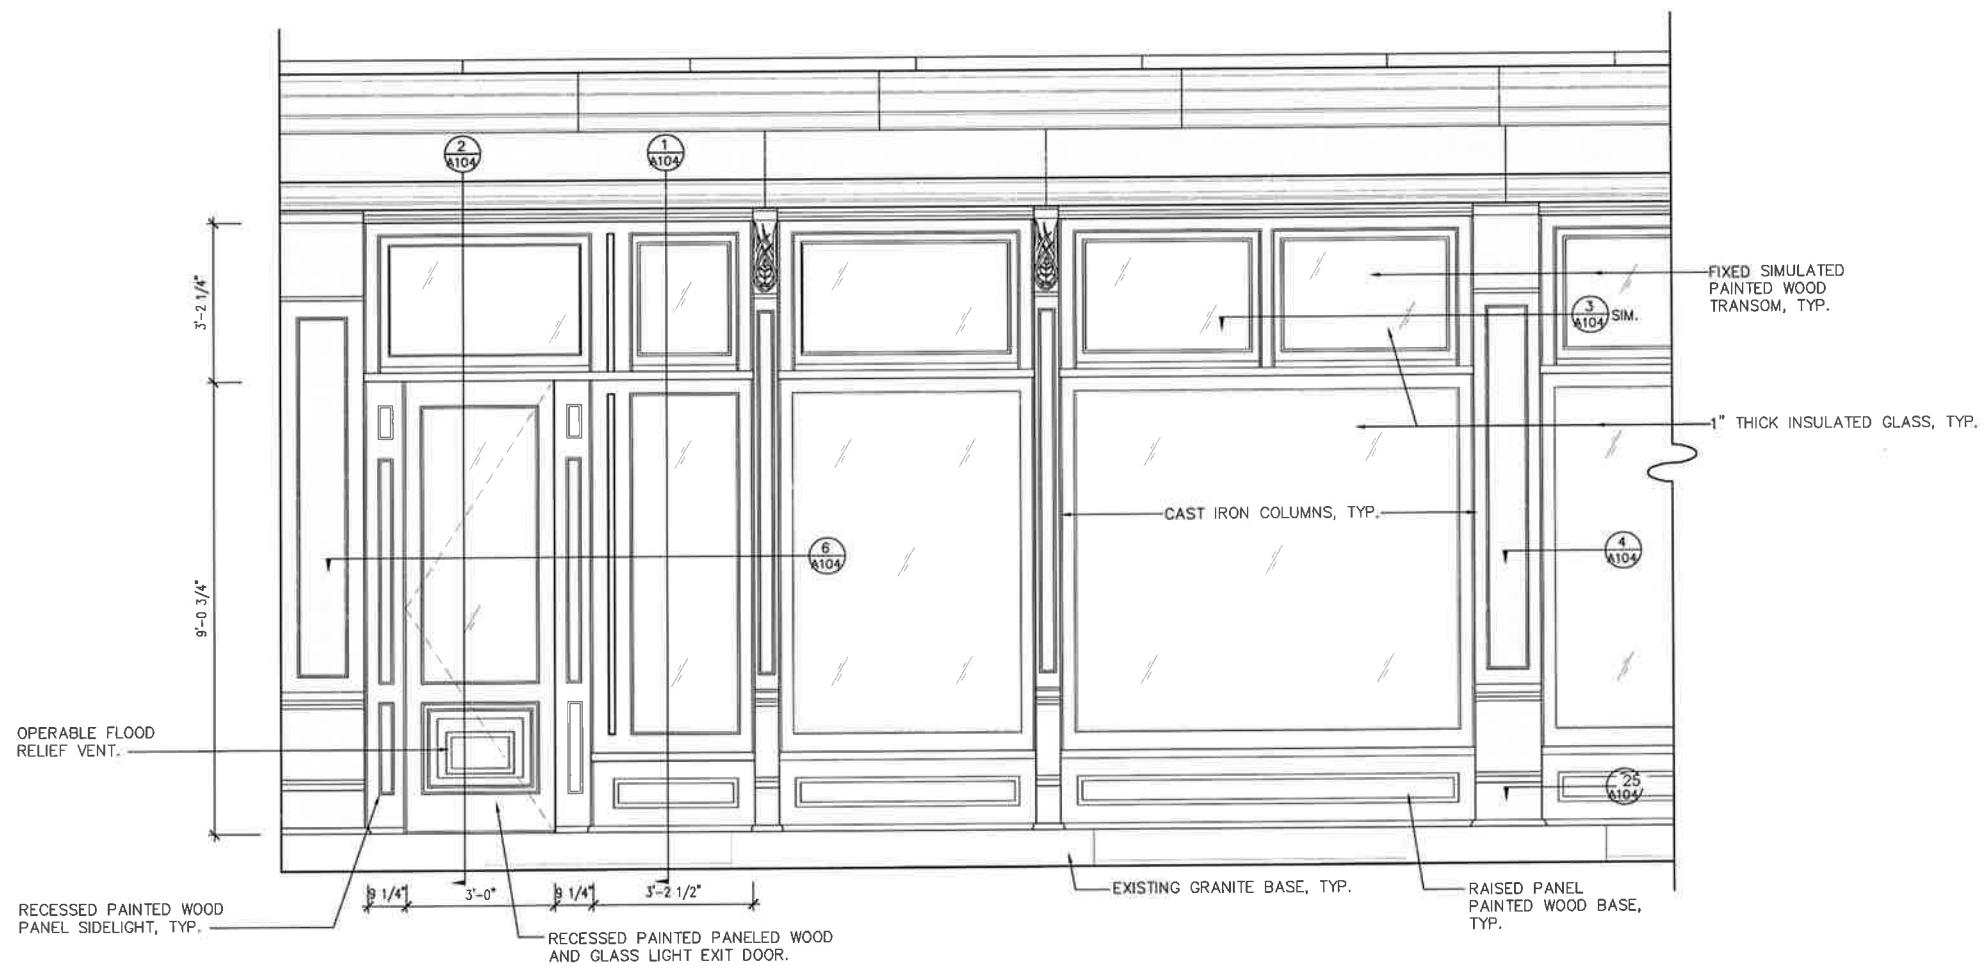 2
A104
1
A104
3'-2 1/4"
FIXED SIMULATED
PAINTED WOOD
TRANSOM, TYP.
3
A104
SIM.
1" THICK INSULATED GLASS, TYP.
CAST IRON COLUMNS, TYP.
6
A104
4
A104
9'-0 3/4"
OPERABLE FLOOD
RELIEF VENT.
25
A104
9 1/4"
3'-0"
9 1/4"
3'-2 1/2"
EXISTING GRANITE BASE, TYP.
RAISED PANEL
PAINTED WOOD BASE,
TYP.
RECESSED PAINTED WOOD
PANEL SIDELIGHT, TYP.
RECESSED PAINTED PANELED WOOD
AND GLASS LIGHT EXIT DOOR.